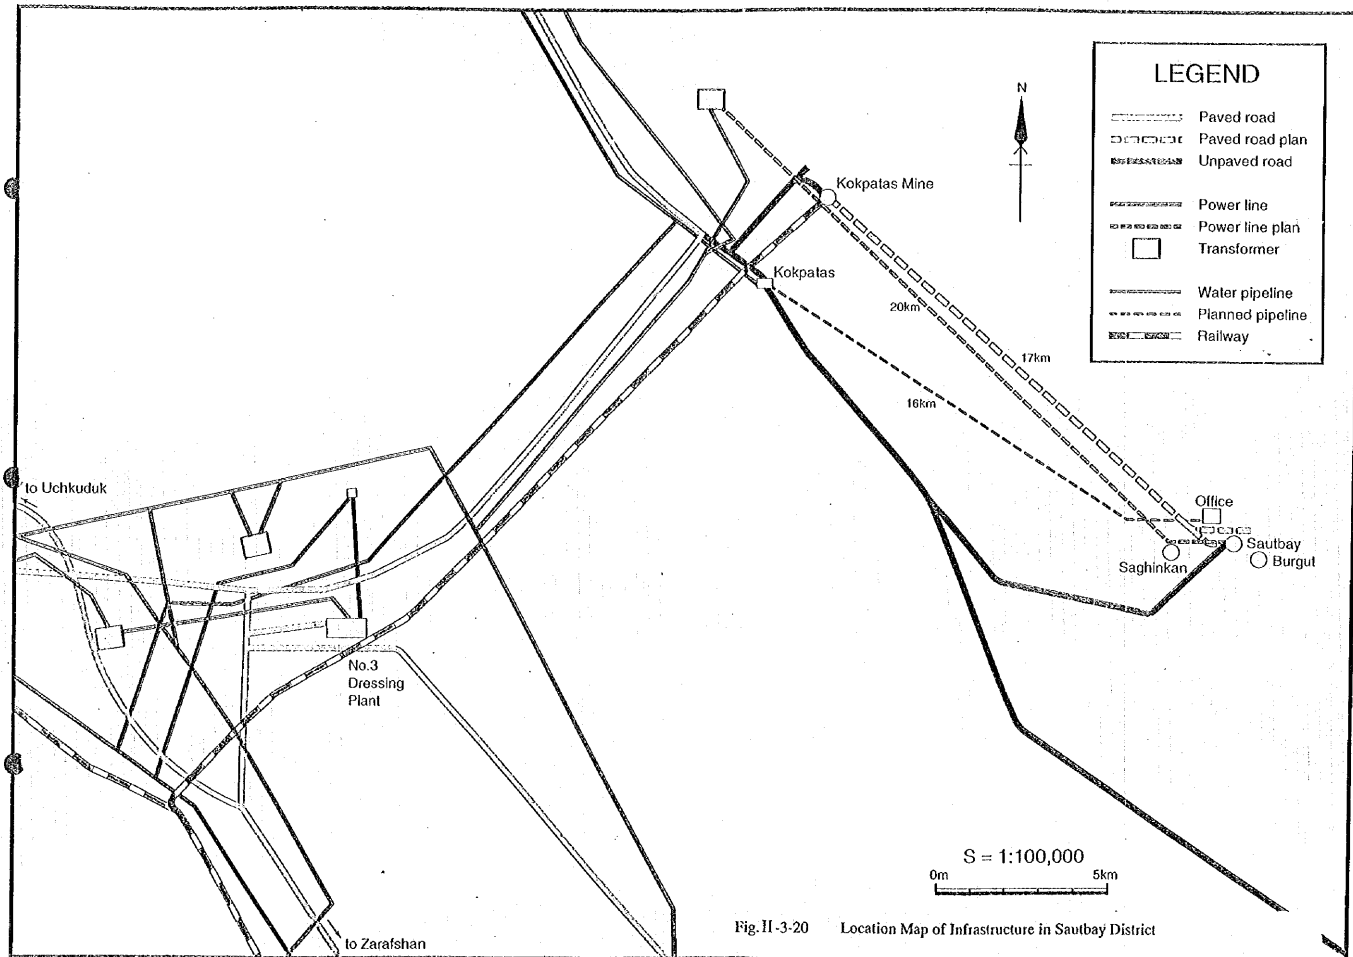 LEGEND
Paved road
Paved road plan
Unpaved road
Power line
Power line plan
Transformer
Water pipeline
Planned pipeline
Railway
N
Kokpatas Mine
Kokpatas
20km
17km
16km
to Uchkuduk
Office
Sautbay
Saghinkan
Burgut
No.3
Dressing
Plant
S = 1:100,000
0m 5km
to Zarafshan
Fig.II-3-20 Location Map of Infrastructure in Sautbay District